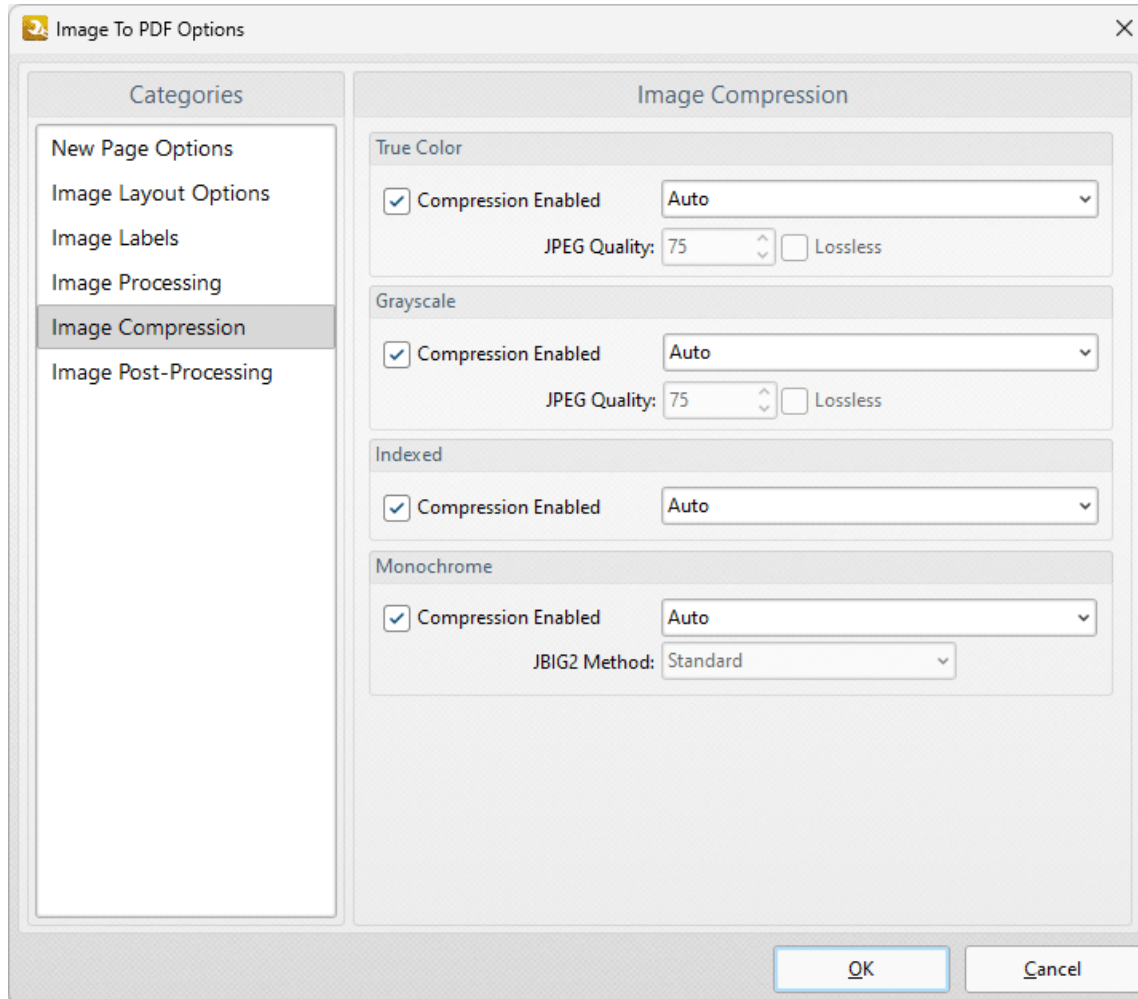 Image To PDF Options
Categories
New Page Options
Image Layout Options
Image Labels
Image Processing
Image Compression
Image Post-Processing
Image Compression
True Color
Compression Enabled Auto
JPEG Quality: 75 Lossless
Grayscale
Compression Enabled Auto
JPEG Quality: 75 Lossless
Indexed
Compression Enabled Auto
Monochrome
Compression Enabled Auto
JBIG2 Method: Standard
OK Cancel